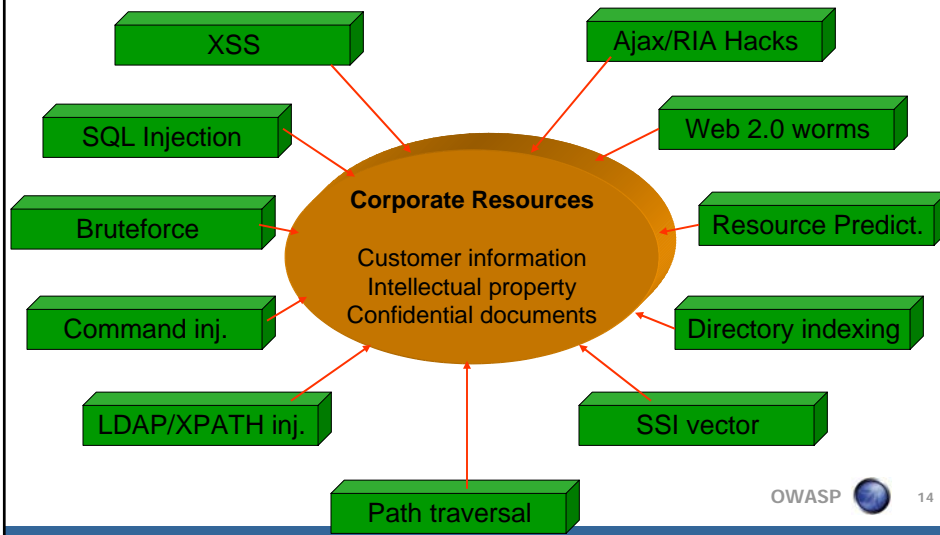 XSS
Ajax/RIA Hacks
SQL Injection
Web 2.0 worms
Corporate Resources
Bruteforce
Resource Predict.
Customer information
Intellectual property
Confidential documents
Command inj.
Directory indexing
LDAP/XPATH inj.
SSI vector
Path traversal
OWASP 14